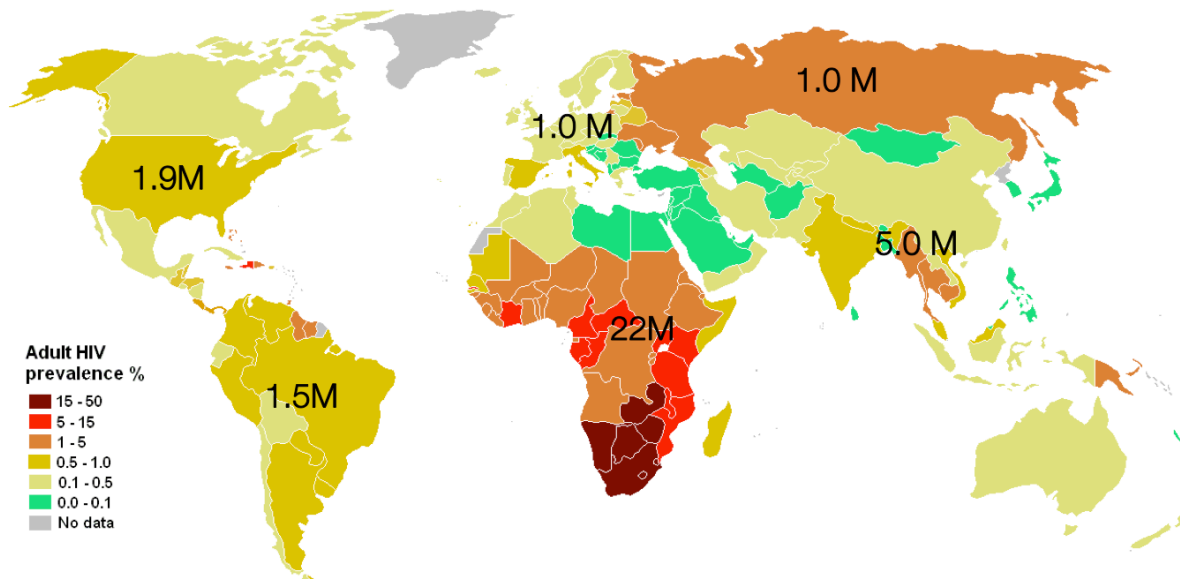 1.0 M
1.0 M
1.9M
5.0 M
22M
1.5M
Adult HIV
prevalence %
15 - 50
5 - 15
1 - 5
0.5 - 1.0
0.1 - 0.5
0.0 - 0.1
No data